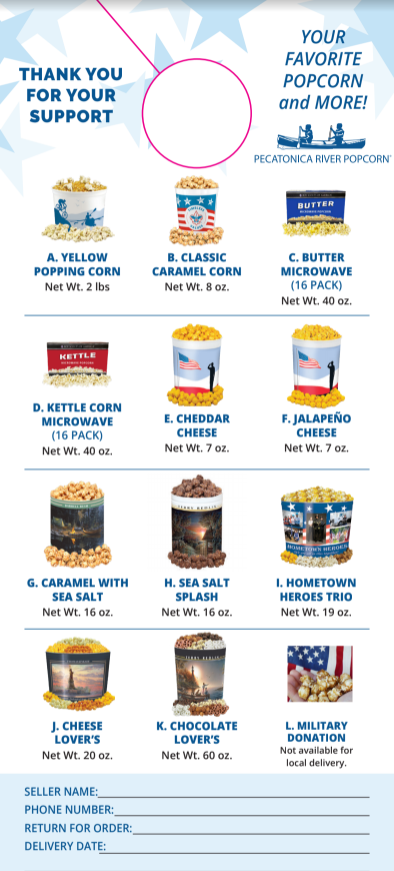 THANK YOU
FOR YOUR
SUPPORT
YOUR
FAVORITE
POPCORN
and MORE!
PECATONICA RIVER POPCORN
A. YELLOW
POPPING CORN
Net Wt. 2 lbs
B. CLASSIC
CARAMEL CORN
Net Wt. 8 oz.
BUTTER
C. BUTTER
MICROWAVE
(16 PACK)
Net Wt. 40 oz.
KETTLE
D. KETTLE CORN
MICROWAVE
(16 PACK)
Net Wt. 40 oz.
E. CHEDDAR
CHEESE
Net Wt. 7 oz.
F. JALAPEÑO
CHEESE
Net Wt. 7 oz.
G. CARAMEL WITH
SEA SALT
Net Wt. 16 oz.
H. SEA SALT
SPLASH
Net Wt. 16 oz.
HOMETOWN HEROES
I. HOMETOWN
HEROES TRIO
Net Wt. 19 oz.
J. CHEESE
LOVER'S
Net Wt. 20 oz.
K. CHOCOLATE
LOVER'S
Net Wt. 60 oz.
L. MILITARY
DONATION
Not available for
local delivery.
SELLER NAME:
PHONE NUMBER:
RETURN FOR ORDER:
DELIVERY DATE: